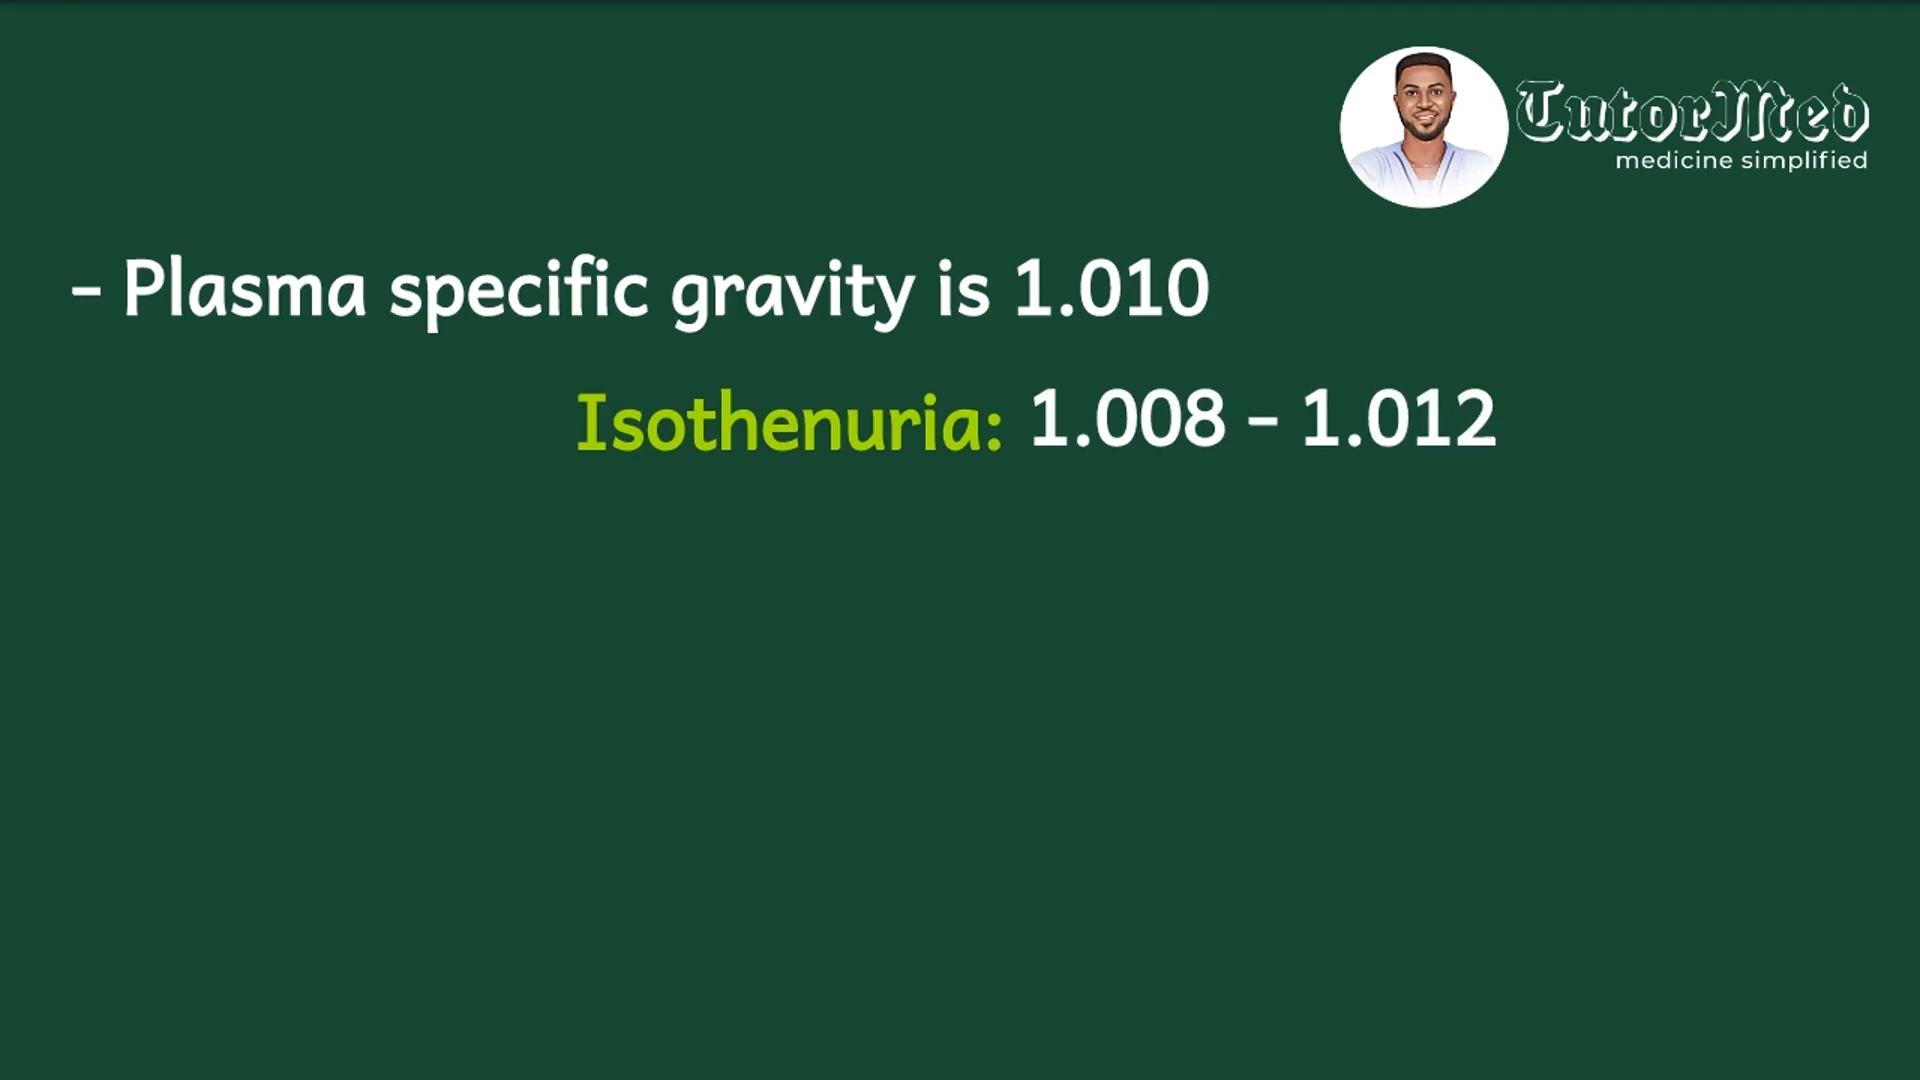 TutorMed
medicine simplified
- Plasma specific gravity is 1.010
Isothenuria: 1.008 - 1.012